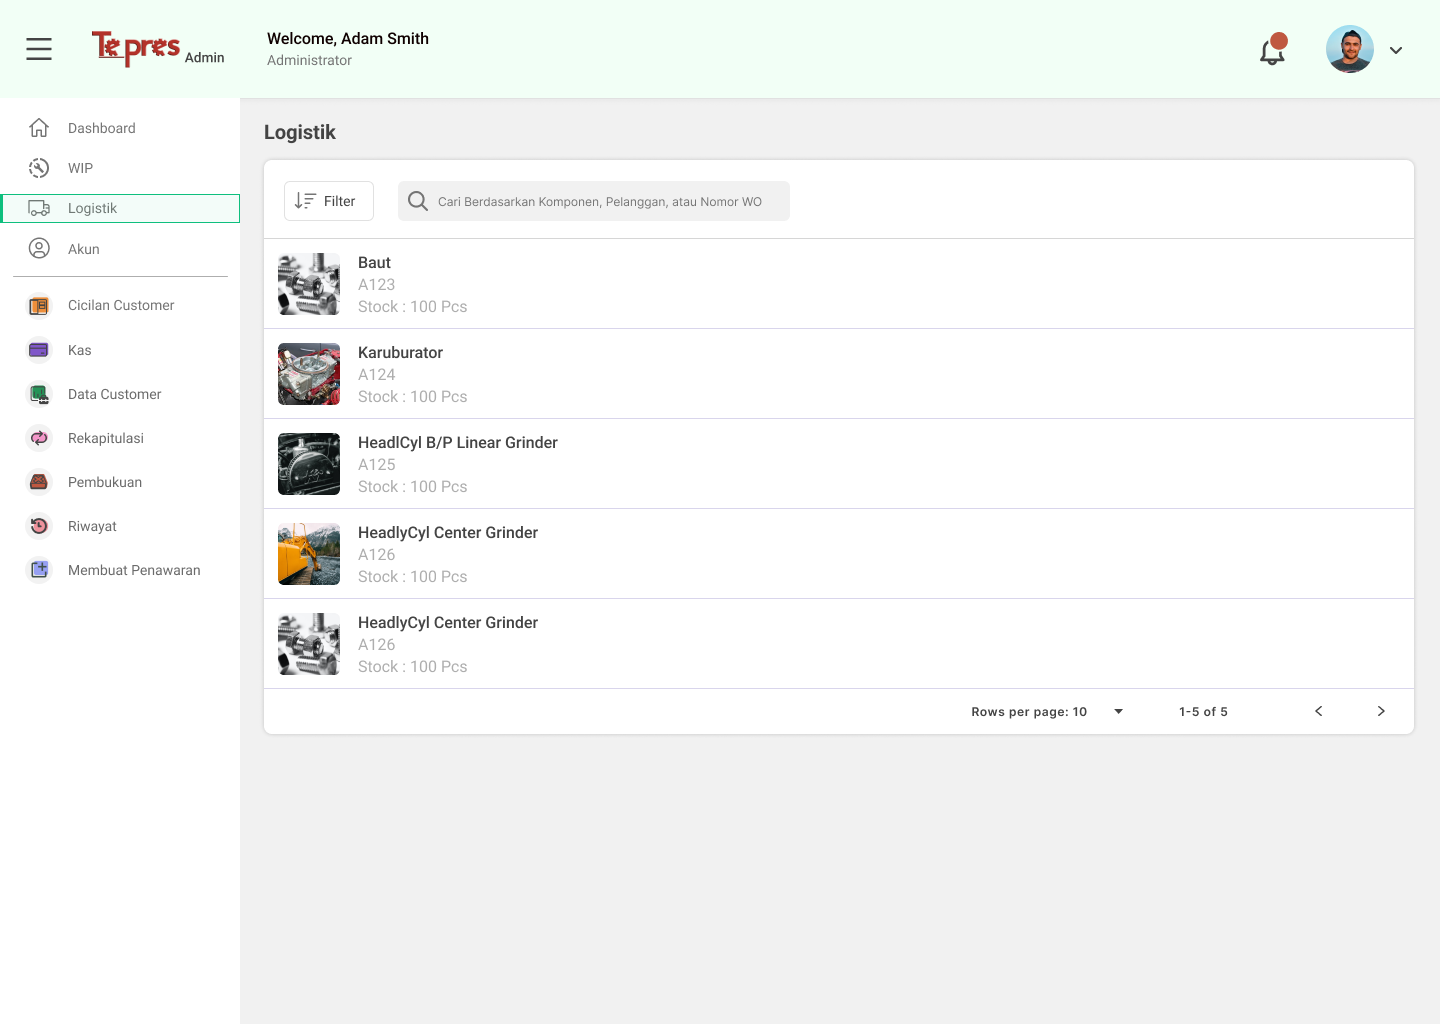 Te pres Admin
Welcome, Adam Smith
Administrator
Dashboard
WIP
Logistik
Akun
Cicilan Customer
Kas
Data Customer
Rekapitulasi
Pembukuan
Riwayat
Membuat Penawaran
Logistik
Filter
Cari Berdasarkan Komponen, Pelanggan, atau Nomor WO
Baut
A123
Stock : 100 Pcs
Karuburator
A124
Stock : 100 Pcs
HeadlCyl B/P Linear Grinder
A125
Stock : 100 Pcs
HeadlyCyl Center Grinder
A126
Stock : 100 Pcs
HeadlyCyl Center Grinder
A126
Stock : 100 Pcs
Rows per page: 10
1-5 of 5